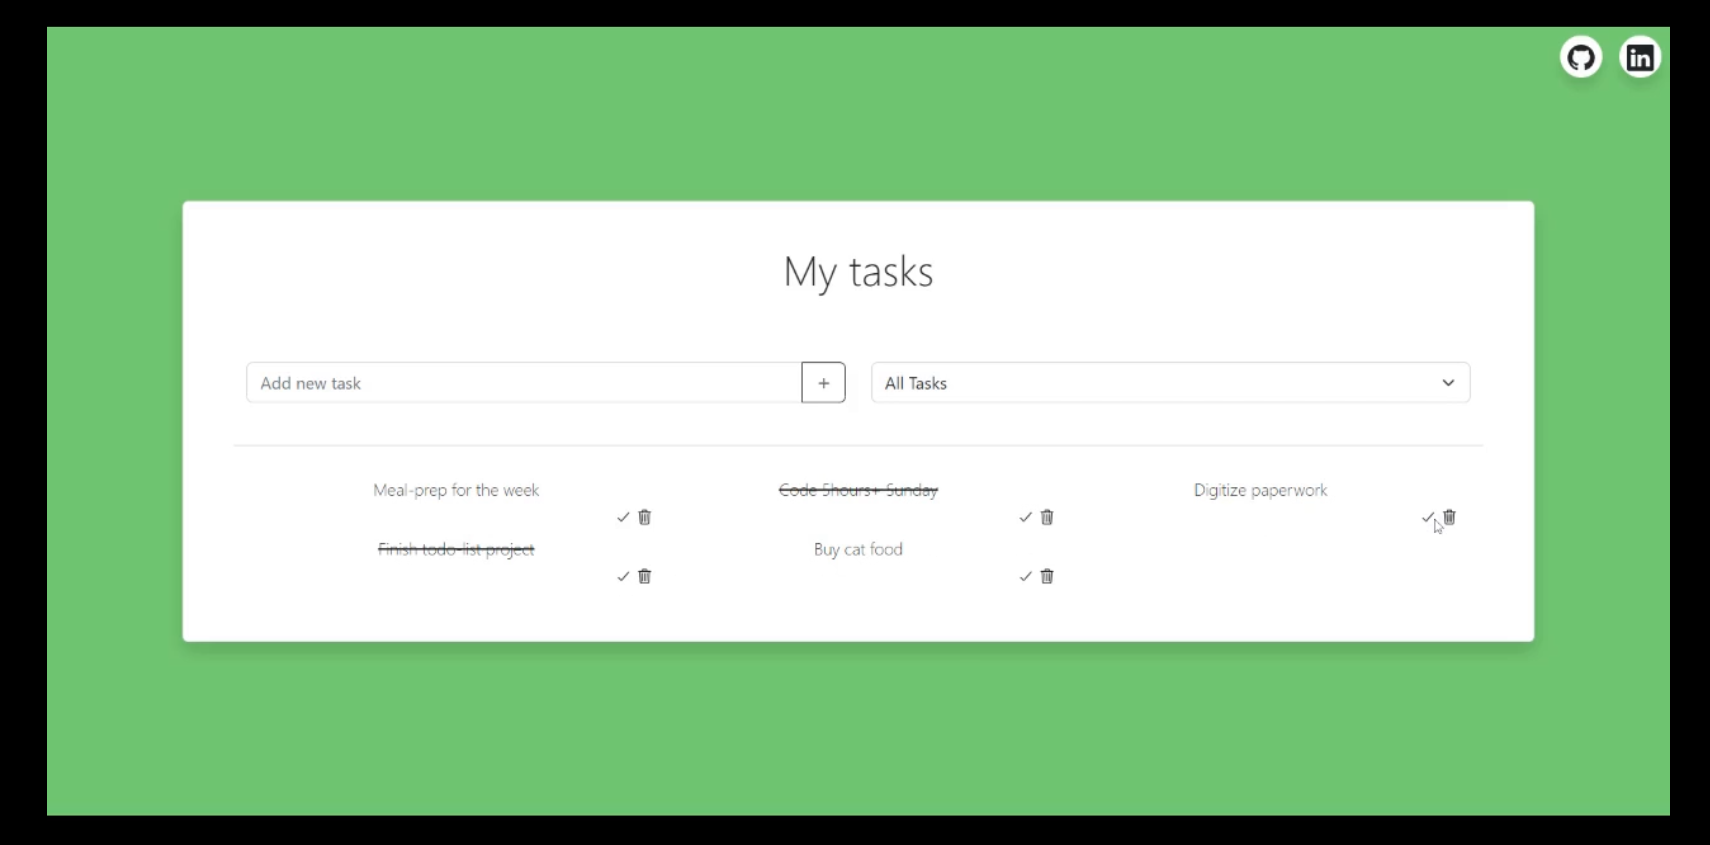 in
My tasks
Add new task
+
All Tasks
Meal-prep for the week
Code 5hours+ Sunday
Digitize paperwork
Finish todo-list project
Buy cat food